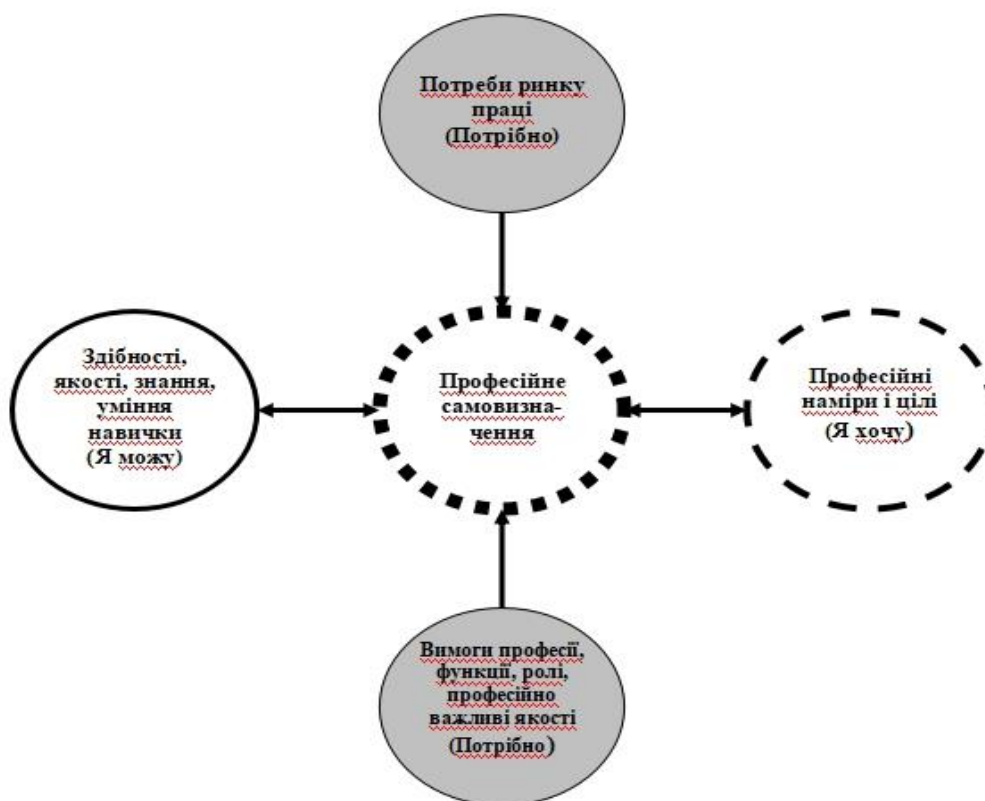 Потреби ринку
праці
(Потрібно)
Здібності,
якості, знання,
уміння
навички
(Я можу)
Професійне
самовизна-
чення
Професійні
наміри і цілі
(Я хочу)
Вимоги професії,
функції, ролі,
професійно
важливі якості
(Потрібно)